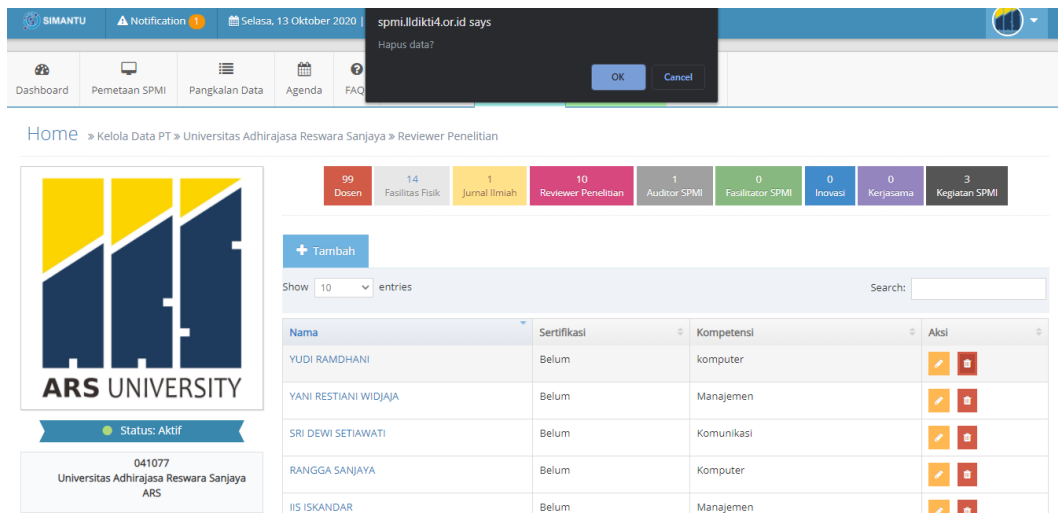 SIMANTU
Notification 1
Selasa, 13 Oktober 2020 |
spmi.lldikti4.or.id says
Hapus data?
OK
Cancel
Dashboard
Pemetaan SPMI
Pangkalan Data
Agenda
FAQ
Home » Kelola Data PT » Universitas Adhirajasa Reswara Sanjaya » Reviewer Penelitian
99
Dosen
14
Fasilitas Fisik
1
Jurnal Ilmiah
10
Reviewer Penelitian
1
Auditor SPMI
0
Fasilitator SPMI
0
Inovasi
0
Kerjasama
3
Kegiatan SPMI
ARS UNIVERSITY
Status: Aktif
041077
Universitas Adhirajasa Reswara Sanjaya
ARS
Tambah
Show 10 entries
Search:
Nama Sertifikasi Kompetensi Aksi
YUDI RAMDHANI Belum komputer
YANI RESTIANI WIDJAJA Belum Manajemen
SRI DEWI SETIAWATI Belum Komunikasi
RANGGA SANJAYA Belum Komputer
IIS ISKANDAR Belum Manajemen